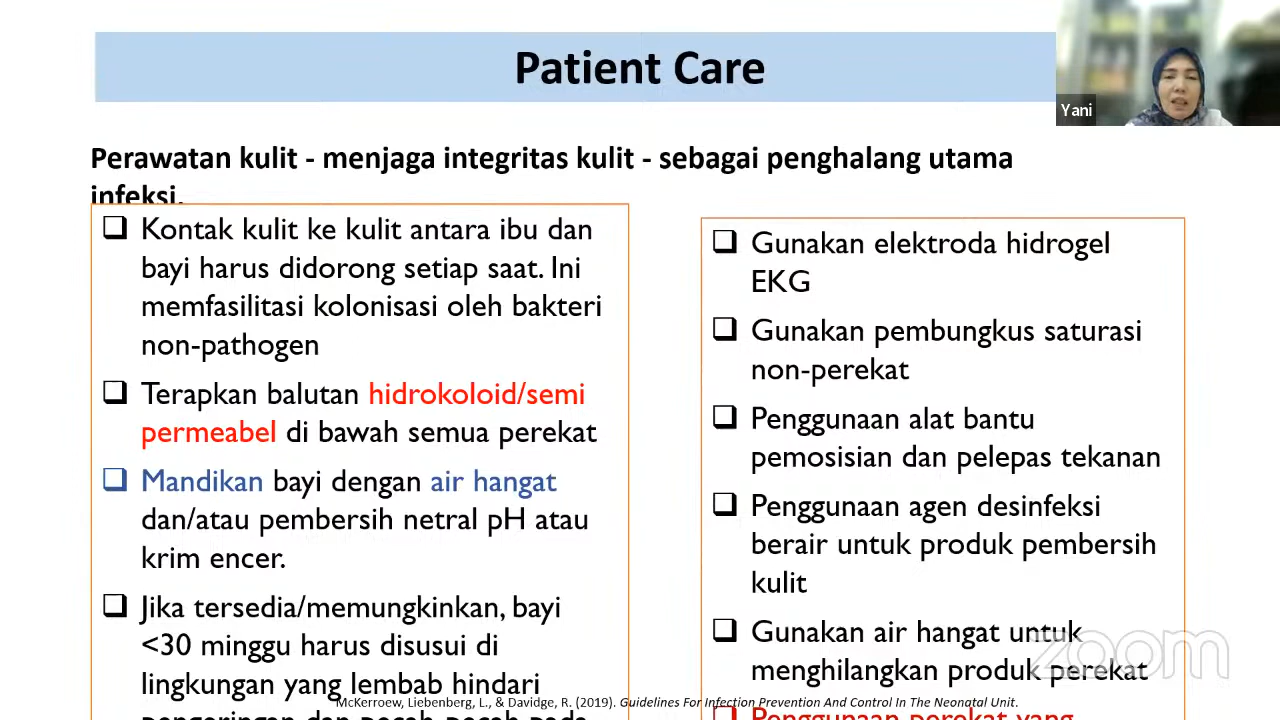 Patient Care
Yani
Perawatan kulit - menjaga integritas kulit - sebagai penghalang utama
infeksi.
❑ Kontak kulit ke kulit antara ibu dan
bayi harus didorong setiap saat. Ini
memfasilitasi kolonisasi oleh bakteri
non-pathogen
❑ Terapkan balutan hidrokoloid/semi
permeabel di bawah semua perekat
❑ Mandikan bayi dengan air hangat
dan/atau pembersih netral pH atau
krim encer.
❑ Jika tersedia/memungkinkan, bayi
<30 minggu harus disusui di
lingkungan yang lembab hindari
pengeringan dan pecah-pecah pada
❑ Gunakan elektroda hidrogel
EKG
❑ Gunakan pembungkus saturasi
non-perekat
❑ Penggunaan alat bantu
pemosisian dan pelepas tekanan
❑ Penggunaan agen desinfeksi
berair untuk produk pembersih
kulit
❑ Gunakan air hangat untuk
menghilangkan produk perekat
❑ Penggunaan perekat yang
zoom
McKerroew, Liebenberg, L., & Davidge, R. (2019). Guidelines For Infection Prevention And Control In The Neonatal Unit.